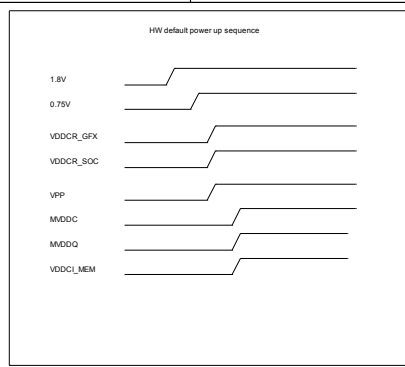 HW default power up sequence
1.8V
0.75V
VDDCR_GFX
VDDCR_SOC
VPP
MVDDC
MVDDQ
VDDCI_MEM